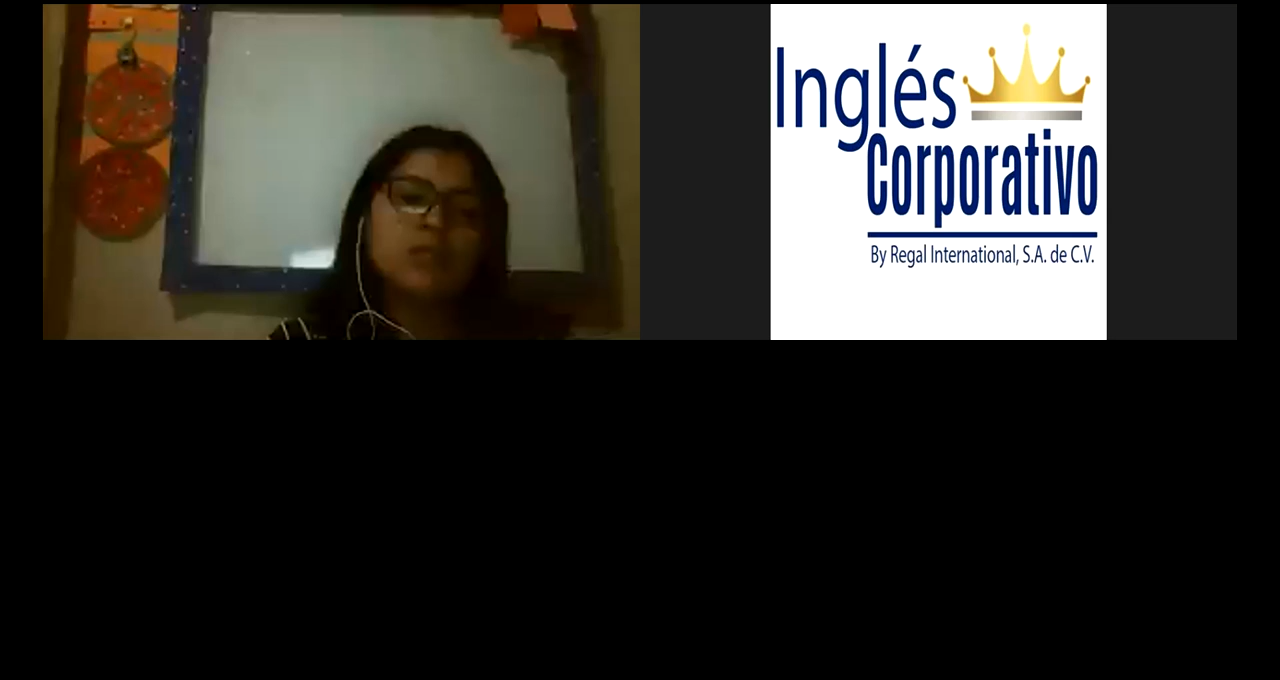 Inglés
Corporativo
By Regal International, S.A. de C.V.